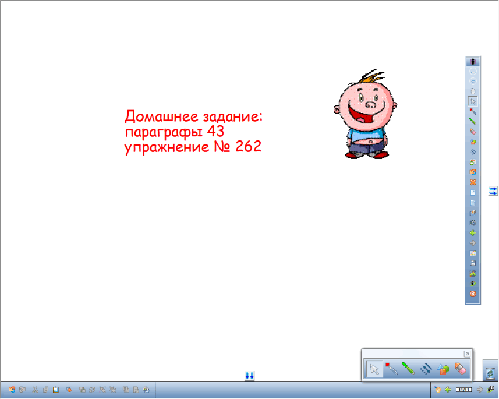 Домашнее задание:
параграфы 43
упражнение № 262